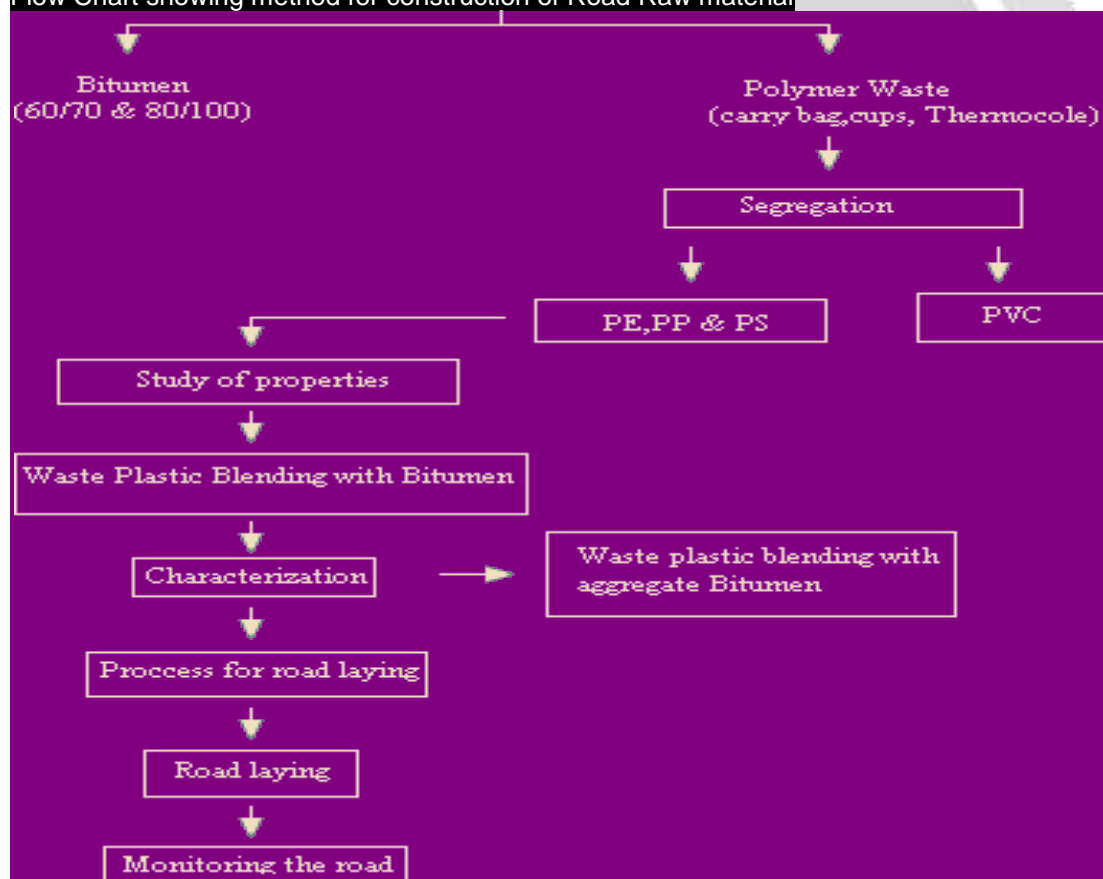 Flow Chart showing method for construction of Road Raw material
Bitumen
(60/70 & 80/100)
Polymer Waste
(carry bag,cups, Thermocole)
Segregation
PE,PP & PS
PVC
Study of properties
Waste Plastic Blending with Bitumen
Characterization
Waste plastic blending with
aggregate Bitumen
Proccess for road laying
Road laying
Monitoring the road